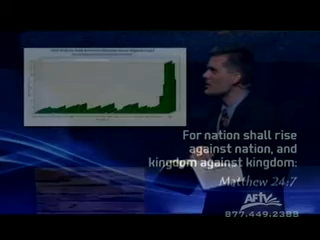 For nation shall rise
against nation, and
kingdom against kingdom:
Matthew 24:7
AFTV
877.449.2388